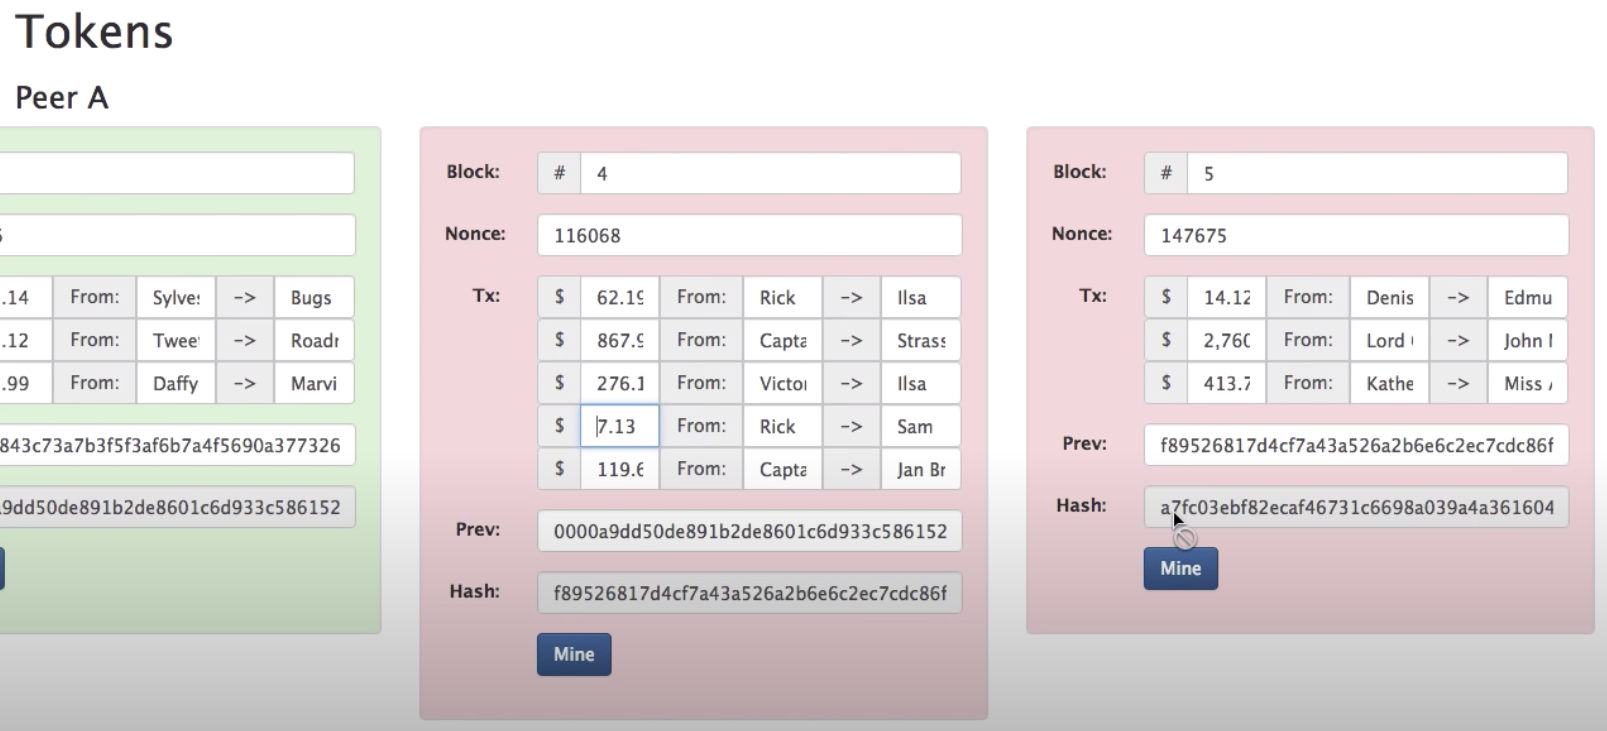 Tokens
Peer A
.14 From: Sylves -> Bugs
.12 From: Twee -> Roadr
.99 From: Daffy -> Marvi
843c73a7b3f5f3af6b7a4f5690a377326
9dd50de891b2de8601c6d933c586152
Block: # 4
Nonce: 116068
Tx: $ 62.19 From: Rick -> Ilsa
$ 867.9 From: Capta -> Strass
$ 276.1 From: Victo -> Ilsa
$ 7.13 From: Rick -> Sam
$ 119.6 From: Capta -> Jan Br
Prev: 0000a9dd50de891b2de8601c6d933c586152
Hash: f89526817d4cf7a43a526a2b6e6c2ec7cdc86f
Mine
Block: # 5
Nonce: 147675
Tx: $ 14.12 From: Denis -> Edmu
$ 2,760 From: Lord -> John
$ 413.7 From: Kathe -> Miss
Prev: f89526817d4cf7a43a526a2b6e6c2ec7cdc86f
Hash: a7fc03ebf82ecaf46731c6698a039a4a361604
Mine